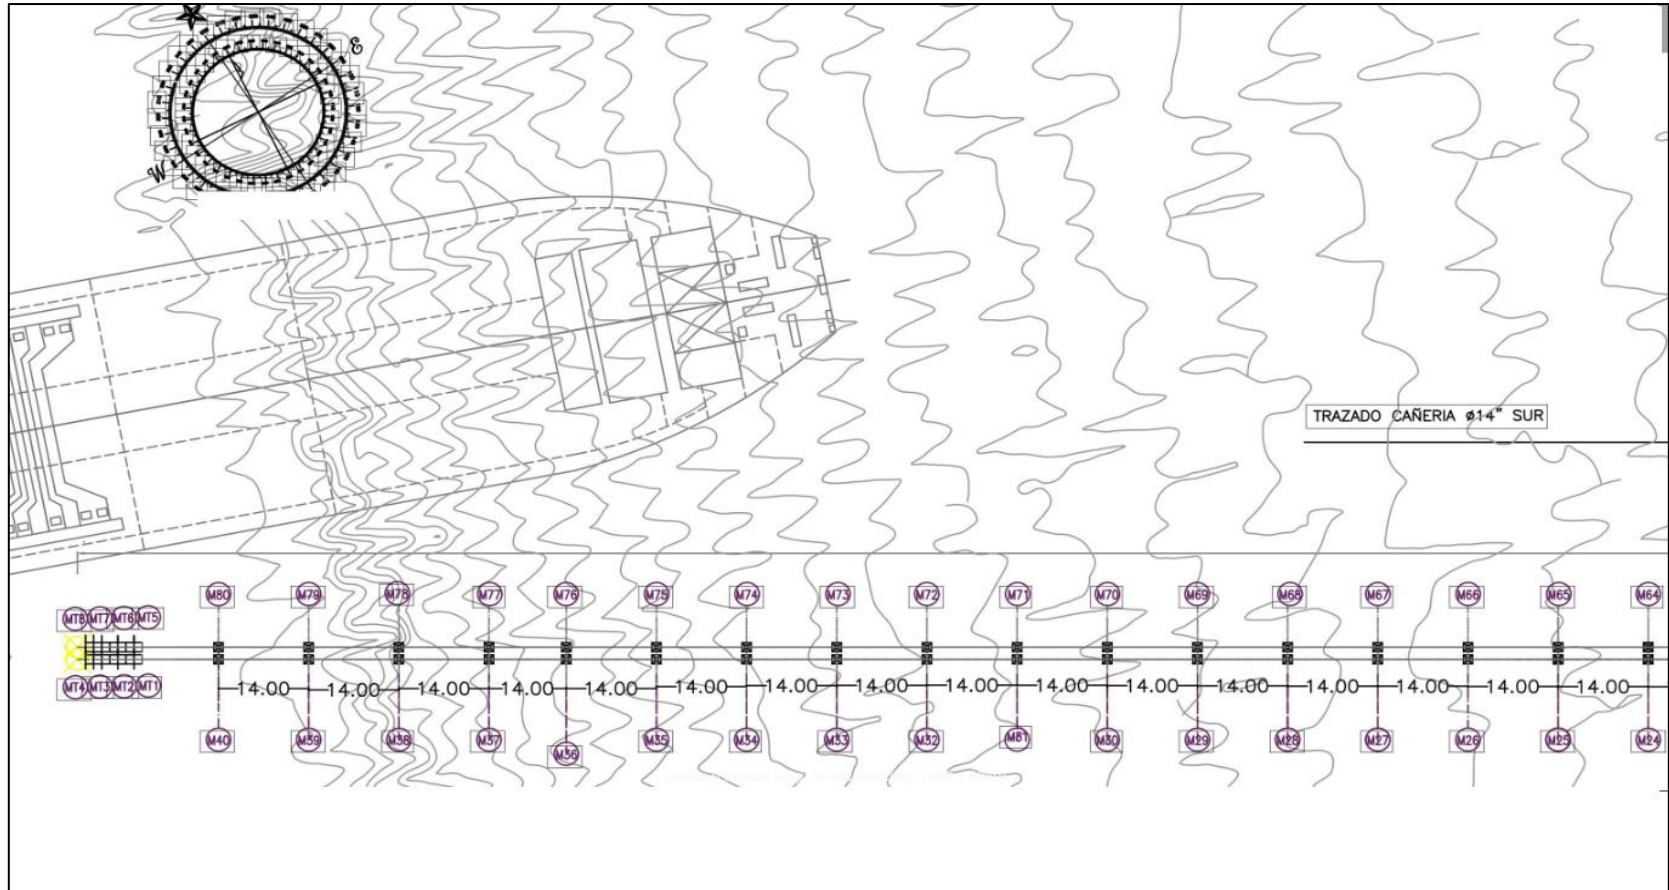 E
S
W
TRAZADO CAÑERIA ø14" SUR
M80 M79 M78 M77 M76 M75 M74 M73 M72 M71 M70 M69 M68 M67 M66 M65 M64
MT8 MT7 MT6 MT5
MT4 MT3 MT2 MT1
14.00 14.00 14.00 14.00 14.00 14.00 14.00 14.00 14.00 14.00 14.00 14.00 14.00 14.00 14.00 14.00
M40 M39 M38 M37 M36 M35 M34 M33 M32 M31 M30 M29 M28 M27 M26 M25 M24